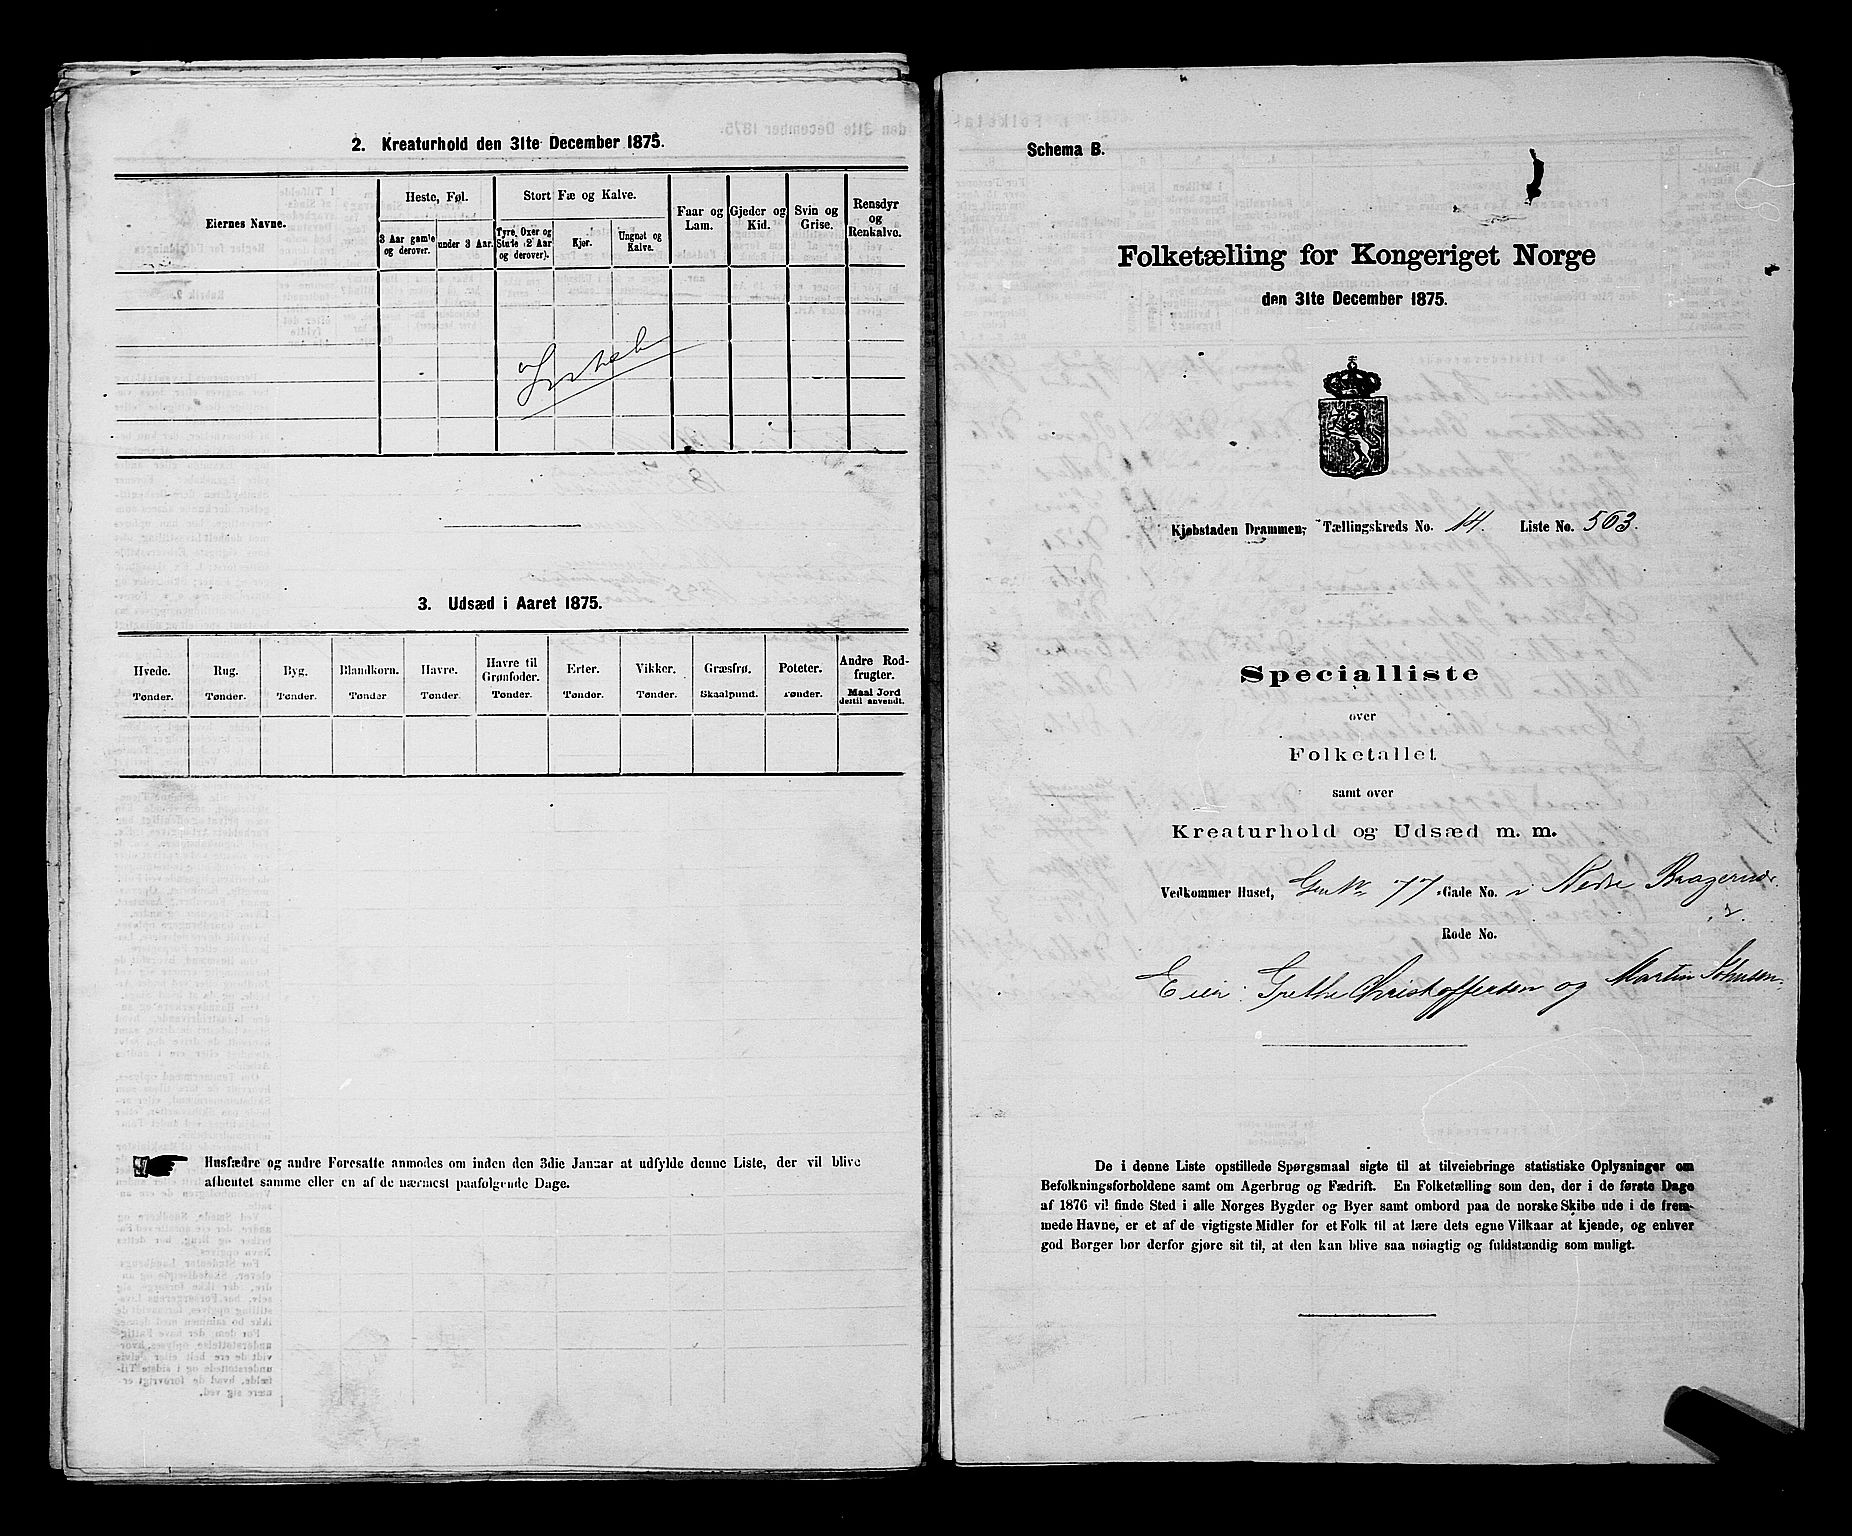 2. Kreaturhold den 31te December 1875.
Eiernes Navne.
Heste, Føl.
3 Aar gamle og derover.
under 3 Aar.
Stort Fæ og Kalve.
Tyre, Oxer og Stude (2 Aar og derover).
Kjør.
Ungnøt og Kalve.
Faar og Lam.
Gjeder og Kid.
Svin og Grise.
Rensdyr og Renkalve.
3. Udsæd i Aaret 1875.
Hvede. Tønder.
Rug. Tønder.
Byg. Tønder.
Blandkorn. Tønder
Havre. Tønder.
Havre til Grønfoder. Tønder.
Erter. Tønder.
Vikker. Tønder.
Græsfrø. Skaalpund.
Poteter. Tønder.
Andre Rodfrugter. Maal Jord dertil anvendt.
Husfædre og andre Foresatte anmodes om inden den 3die Januar at udfylde denne Liste, der vil blive
afhentet samme eller en af de nærmest paafølgende Dage.
Schema B.
Folketælling for Kongeriget Norge
den 31te December 1875.
Kjøbstaden Drammen, Tællingskreds No. 14. Liste No. 563.
Specialliste
over
Folketallet
samt over
Kreaturhold og Udsæd m. m.
Vedkommer Huset, 77 Gade No. i Nedre Bragernæs
Rode No.
Eier: Grethe Christoffersen og Martin Johnsen.
De i denne Liste opstillede Spørgsmaal sigte til at tilveiebringe statistiske Oplysninger om
Befolkningsforholdene samt om Agerbrug og Fædrift. En Folketælling som den, der i de første Dage
af 1876 vil finde Sted i alle Norges Bygder og Byer samt ombord paa de norske Skibe ude i de frem-
mede Havne, er et af de vigtigste Midler for et Folk til at lære dets egne Vilkaar at kjende, og enhver
god Borger bør derfor gjøre sit til, at den kan blive saa nøiagtig og fuldstændig som muligt.